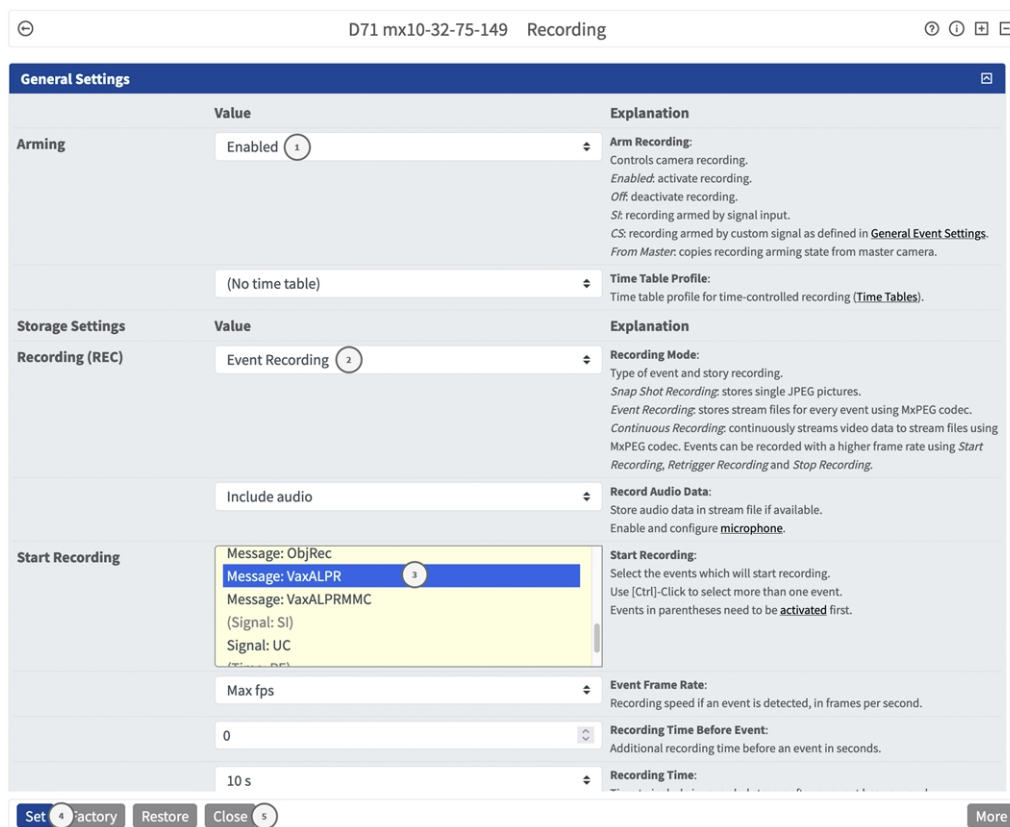 D71 mx10-32-75-149 Recording
General Settings
Value Explanation
Arming
Enabled 1
Arm Recording:
Controls camera recording.
Enabled: activate recording.
Off: deactivate recording.
SI: recording armed by signal input.
CS: recording armed by custom signal as defined in General Event Settings.
From Master: copies recording arming state from master camera.
(No time table)
Time Table Profile:
Time table profile for time-controlled recording (Time Tables).
Storage Settings Value Explanation
Recording (REC)
Event Recording 2
Recording Mode:
Type of event and story recording.
Snap Shot Recording: stores single JPEG pictures.
Event Recording: stores stream files for every event using MxPEG codec.
Continuous Recording: continuously streams video data to stream files using
MxPEG codec. Events can be recorded with a higher frame rate using Start
Recording, Retrigger Recording and Stop Recording.
Include audio
Record Audio Data:
Store audio data in stream file if available.
Enable and configure microphone.
Start Recording
Message: ObjRec
Message: VaxALPR 3
Message: VaxALPRMMC
(Signal: SI)
Signal: UC
Start Recording:
Select the events which will start recording.
Use [Ctrl]-Click to select more than one event.
Events in parentheses need to be activated first.
Max fps
Event Frame Rate:
Recording speed if an event is detected, in frames per second.
0
Recording Time Before Event:
Additional recording time before an event in seconds.
10 s
Recording Time:
Set 4 Factory Restore Close 5 More